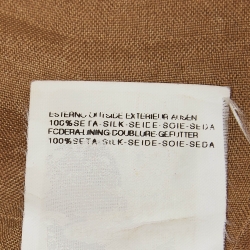 ESTERNO OUTSIDE EXTERIEUR AUSEN
100%SETA-SILK-SEIDE-SOIE-SEDA
FODERA-LINING DOUBLURE-GEFUTTER
100%SETA-SILK-SEIDE-SOIE-SEDA